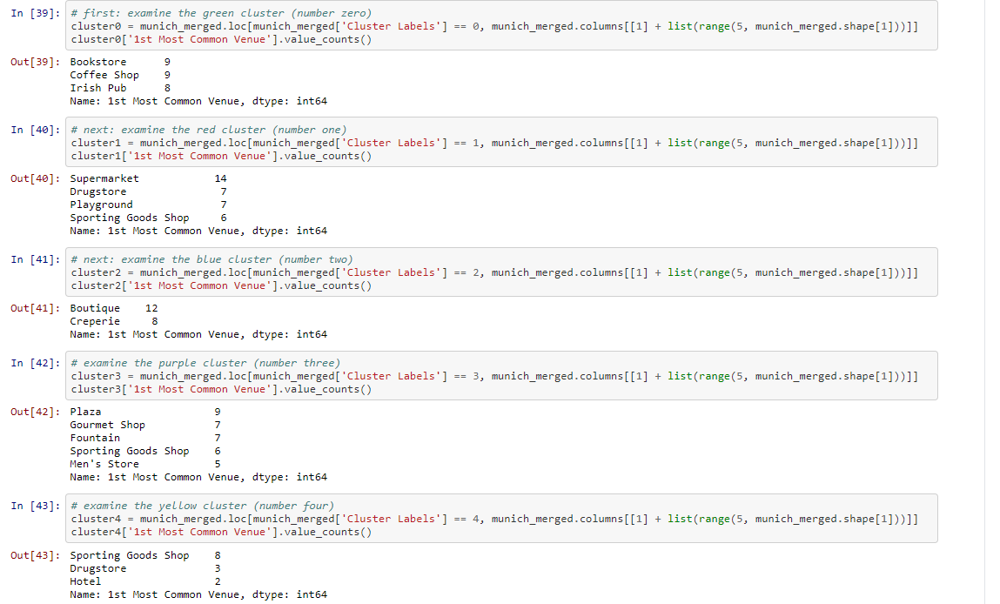 In [39]: # first: examine the green cluster (number zero)
cluster0 = munich_merged.loc[munich_merged['Cluster Labels'] == 0, munich_merged.columns[[1] + list(range(5, munich_merged.shape[1]))]]
cluster0['1st Most Common Venue'].value_counts()
Out[39]: Bookstore 9
Coffee Shop 9
Irish Pub 8
Name: 1st Most Common Venue, dtype: int64
In [40]: # next: examine the red cluster (number one)
cluster1 = munich_merged.loc[munich_merged['Cluster Labels'] == 1, munich_merged.columns[[1] + list(range(5, munich_merged.shape[1]))]]
cluster1['1st Most Common Venue'].value_counts()
Out[40]: Supermarket 14
Drugstore 7
Playground 7
Sporting Goods Shop 6
Name: 1st Most Common Venue, dtype: int64
In [41]: # next: examine the blue cluster (number two)
cluster2 = munich_merged.loc[munich_merged['Cluster Labels'] == 2, munich_merged.columns[[1] + list(range(5, munich_merged.shape[1]))]]
cluster2['1st Most Common Venue'].value_counts()
Out[41]: Boutique 12
Creperie 8
Name: 1st Most Common Venue, dtype: int64
In [42]: # examine the purple cluster (number three)
cluster3 = munich_merged.loc[munich_merged['Cluster Labels'] == 3, munich_merged.columns[[1] + list(range(5, munich_merged.shape[1]))]]
cluster3['1st Most Common Venue'].value_counts()
Out[42]: Plaza 9
Gourmet Shop 7
Fountain 7
Sporting Goods Shop 6
Men's Store 5
Name: 1st Most Common Venue, dtype: int64
In [43]: # examine the yellow cluster (number four)
cluster4 = munich_merged.loc[munich_merged['Cluster Labels'] == 4, munich_merged.columns[[1] + list(range(5, munich_merged.shape[1]))]]
cluster4['1st Most Common Venue'].value_counts()
Out[43]: Sporting Goods Shop 8
Drugstore 3
Hotel 2
Name: 1st Most Common Venue, dtype: int64